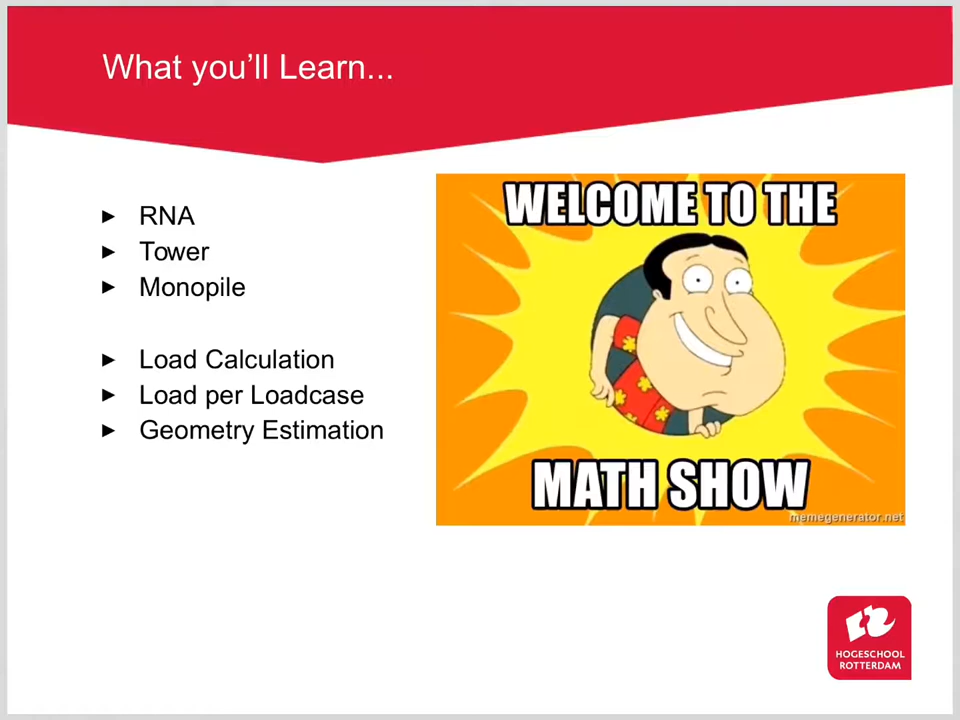 What you'll Learn...
► RNA
► Tower
► Monopile
► Load Calculation
► Load per Loadcase
► Geometry Estimation
WELCOME TO THE
MATH SHOW
memegenerator.net
HOGESCHOOL
ROTTERDAM